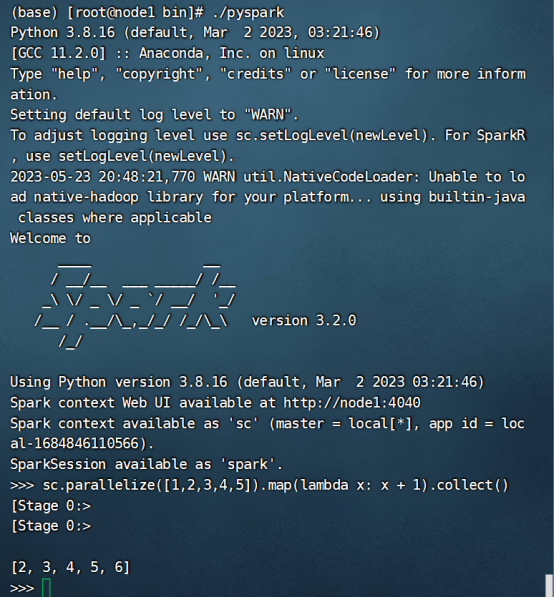 (base) [root@node1 bin]# ./pyspark
Python 3.8.16 (default, Mar  2 2023, 03:21:46)
[GCC 11.2.0] :: Anaconda, Inc. on linux
Type "help", "copyright", "credits" or "license" for more inform
ation.
Setting default log level to "WARN".
To adjust logging level use sc.setLogLevel(newLevel). For SparkR
, use setLogLevel(newLevel).
2023-05-23 20:48:21,770 WARN util.NativeCodeLoader: Unable to lo
ad native-hadoop library for your platform... using builtin-java
 classes where applicable
Welcome to
      ____              __
     / __/__  ___ _____/ /__
    _\ \/ _ \/ _ `/ __/  '_/
   /__ / .__/\_,_/_/ /_/\_\   version 3.2.0
      /_/
Using Python version 3.8.16 (default, Mar  2 2023 03:21:46)
Spark context Web UI available at http://node1:4040
Spark context available as 'sc' (master = local[*], app id = loc
al-1684846110566).
SparkSession available as 'spark'.
>>> sc.parallelize([1,2,3,4,5]).map(lambda x: x + 1).collect()
[Stage 0:>
[Stage 0:>
[2, 3, 4, 5, 6]
>>>